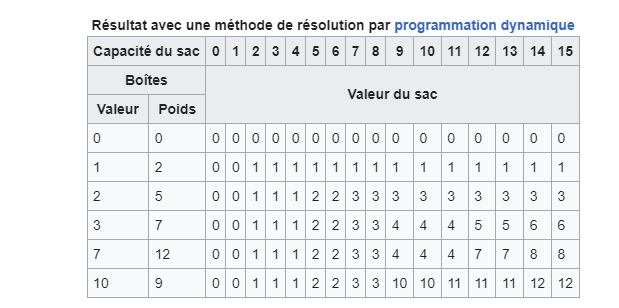 Résultat avec une méthode de résolution par programmation dynamique
Capacité du sac 0 1 2 3 4 5 6 7 8 9 10 11 12 13 14 15
Boîtes
Valeur du sac
Valeur Poids
0 0 0 0 0 0 0 0 0 0 0 0 0 0 0 0 0 0
1 2 0 0 1 1 1 1 1 1 1 1 1 1 1 1 1 1
2 5 0 0 1 1 1 2 2 3 3 3 3 3 3 3 3 3
3 7 0 0 1 1 1 2 2 3 3 4 4 4 5 5 6 6
7 12 0 0 1 1 1 2 2 3 3 4 4 4 7 7 8 8
10 9 0 0 1 1 1 2 2 3 3 10 10 11 11 11 12 12